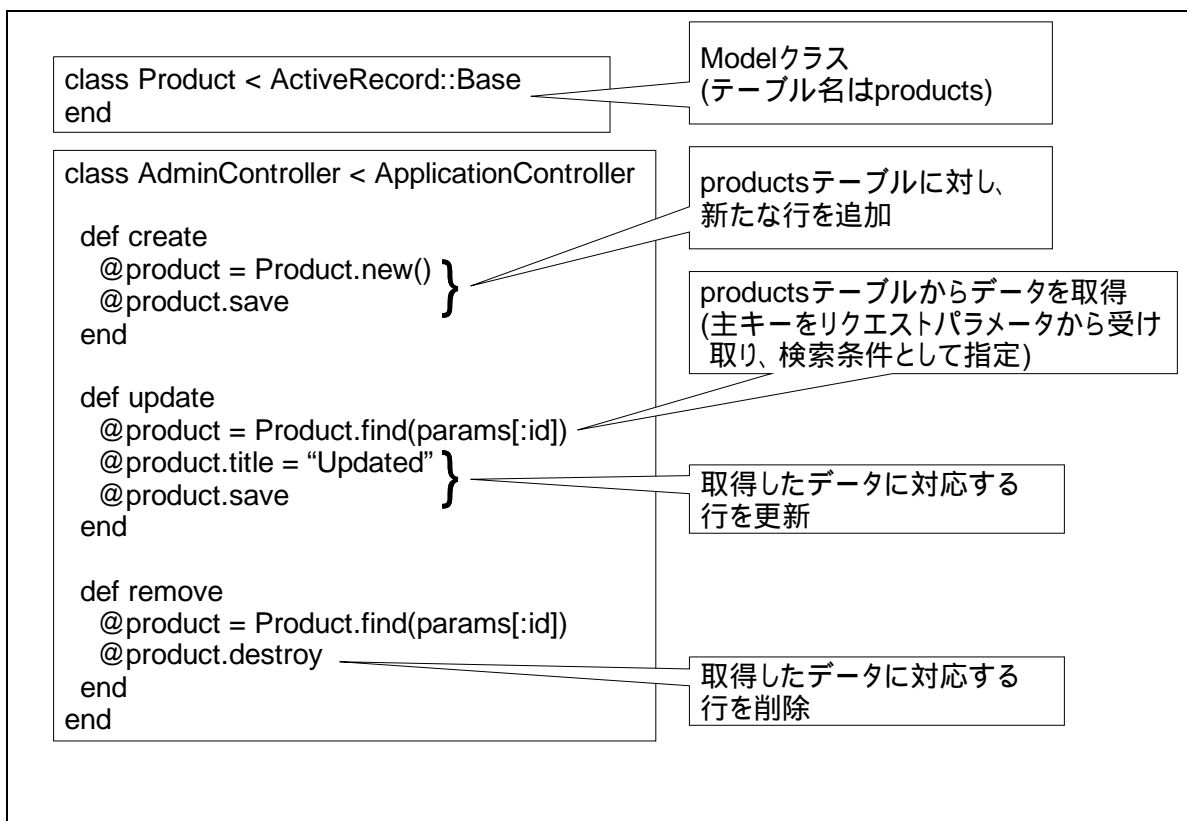 class Product < ActiveRecord::Base
end
Modelクラス
(テーブル名はproducts)
class AdminController < ApplicationController
def create
@product = Product.new()
@product.save
end
def update
@product = Product.find(params[:id])
@product.title = “Updated”
@product.save
end
def remove
@product = Product.find(params[:id])
@product.destroy
end
end
productsテーブルに対し、
新たな行を追加
productsテーブルからデータを取得
(主キーをリクエストパラメータから受け
取り、検索条件として指定)
取得したデータに対応する
行を更新
取得したデータに対応する
行を削除